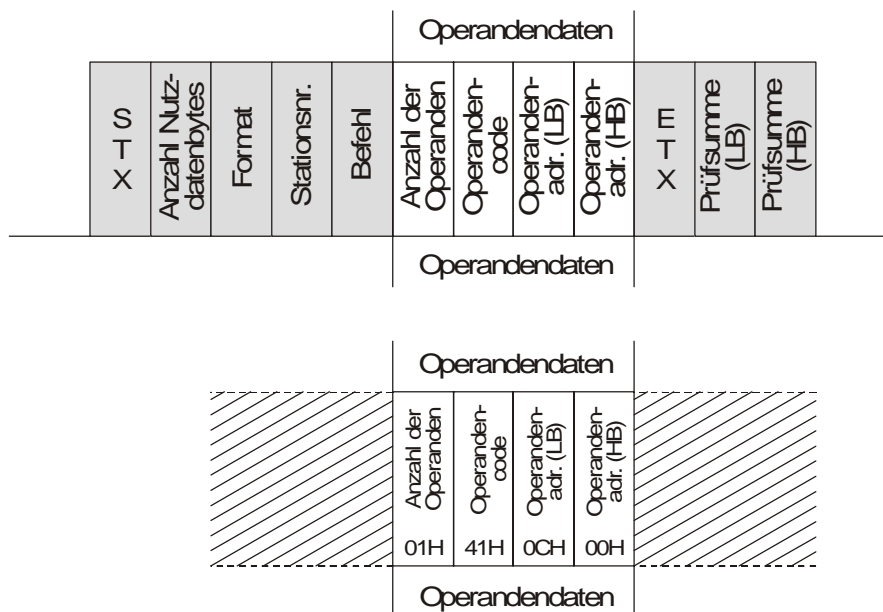 Operandendaten
S
T
X
Anzahl Nutz-
datenbytes
Format
Stationsnr.
Befehl
Anzahl der
Operanden
Operanden-
code
Operanden-
adr. (LB)
Operanden-
adr. (HB)
E
T
X
Prüfsumme
(LB)
Prüfsumme
(HB)
Operandendaten
Operandendaten
Anzahl der
Operanden
Operanden-
code
Operanden-
adr. (LB)
Operanden-
adr. (HB)
01H 41H 0CH 00H
Operandendaten